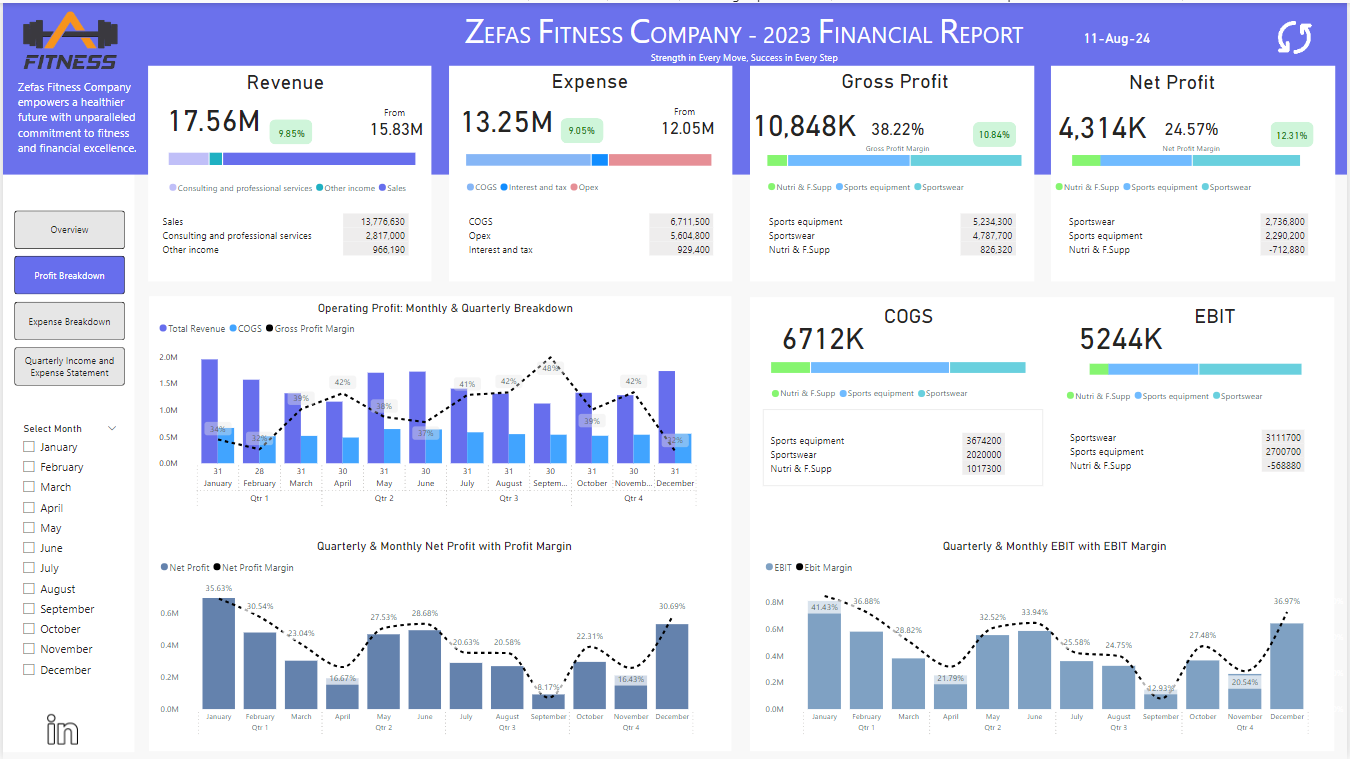 FITNESS
Zefas Fitness Company
empowers a healthier
future with unparalleled
commitment to fitness
and financial excellence.
Zefas Fitness Company - 2023 Financial Report
Strength in Every Move, Success in Every Step
11-Aug-24
Revenue
17.56M
9.85%
From
15.83M
Consulting and professional services Other income Sales
Sales 13,776,630
Consulting and professional services 2,817,000
Other income 966,190
Expense
13.25M
9.05%
From
12.05M
COGS Interest and tax Opex
COGS 6,711,500
Opex 5,604,800
Interest and tax 929,400
Gross Profit
10,848K 38.22% 10.84%
Gross Profit Margin
Nutri & F.Supp Sports equipment Sportswear
Sports equipment 5,234,300
Sportswear 4,787,700
Nutri & F.Supp 826,320
Net Profit
4,314K 24.57% 12.31%
Net Profit Margin
Nutri & F.Supp Sports equipment Sportswear
Sportswear 2,736,800
Sports equipment 2,290,200
Nutri & F.Supp -712,880
Overview
Profit Breakdown
Expense Breakdown
Quarterly Income and
Expense Statement
Select Month
January
February
March
April
May
June
July
August
September
October
November
December
in
Operating Profit: Monthly & Quarterly Breakdown
Total Revenue COGS Gross Profit Margin
2.0M
1.5M
1.0M
0.5M
0.0M
34% 32% 39% 42% 38% 37% 41% 42% 48% 39% 42% 32%
31 28 31 30 31 30 31 31 30 31 30 31
January February March April May June July August Septem... October Novemb... December
Qtr 1 Qtr 2 Qtr 3 Qtr 4
COGS
6712K
Nutri & F.Supp Sports equipment Sportswear
Sports equipment 3674200
Sportswear 2020000
Nutri & F.Supp 1017300
EBIT
5244K
Nutri & F.Supp Sports equipment Sportswear
Sportswear 3111700
Sports equipment 2700700
Nutri & F.Supp -568880
Quarterly & Monthly Net Profit with Profit Margin
Net Profit Net Profit Margin
0.6M
0.4M
0.2M
0.0M
35.63% 30.54% 23.04% 16.67% 27.53% 28.68% 20.63% 20.58% 8.17% 22.31% 16.43% 30.69%
January February March April May June July August September October November December
Qtr 1 Qtr 2 Qtr 3 Qtr 4
Quarterly & Monthly EBIT with EBIT Margin
EBIT Ebit Margin
0.8M
0.6M
0.4M
0.2M
0.0M
41.43% 36.88% 28.82% 21.79% 32.52% 33.94% 25.58% 24.75% 12.93% 27.48% 20.54% 36.97%
January February March April May June July August September October November December
Qtr 1 Qtr 2 Qtr 3 Qtr 4